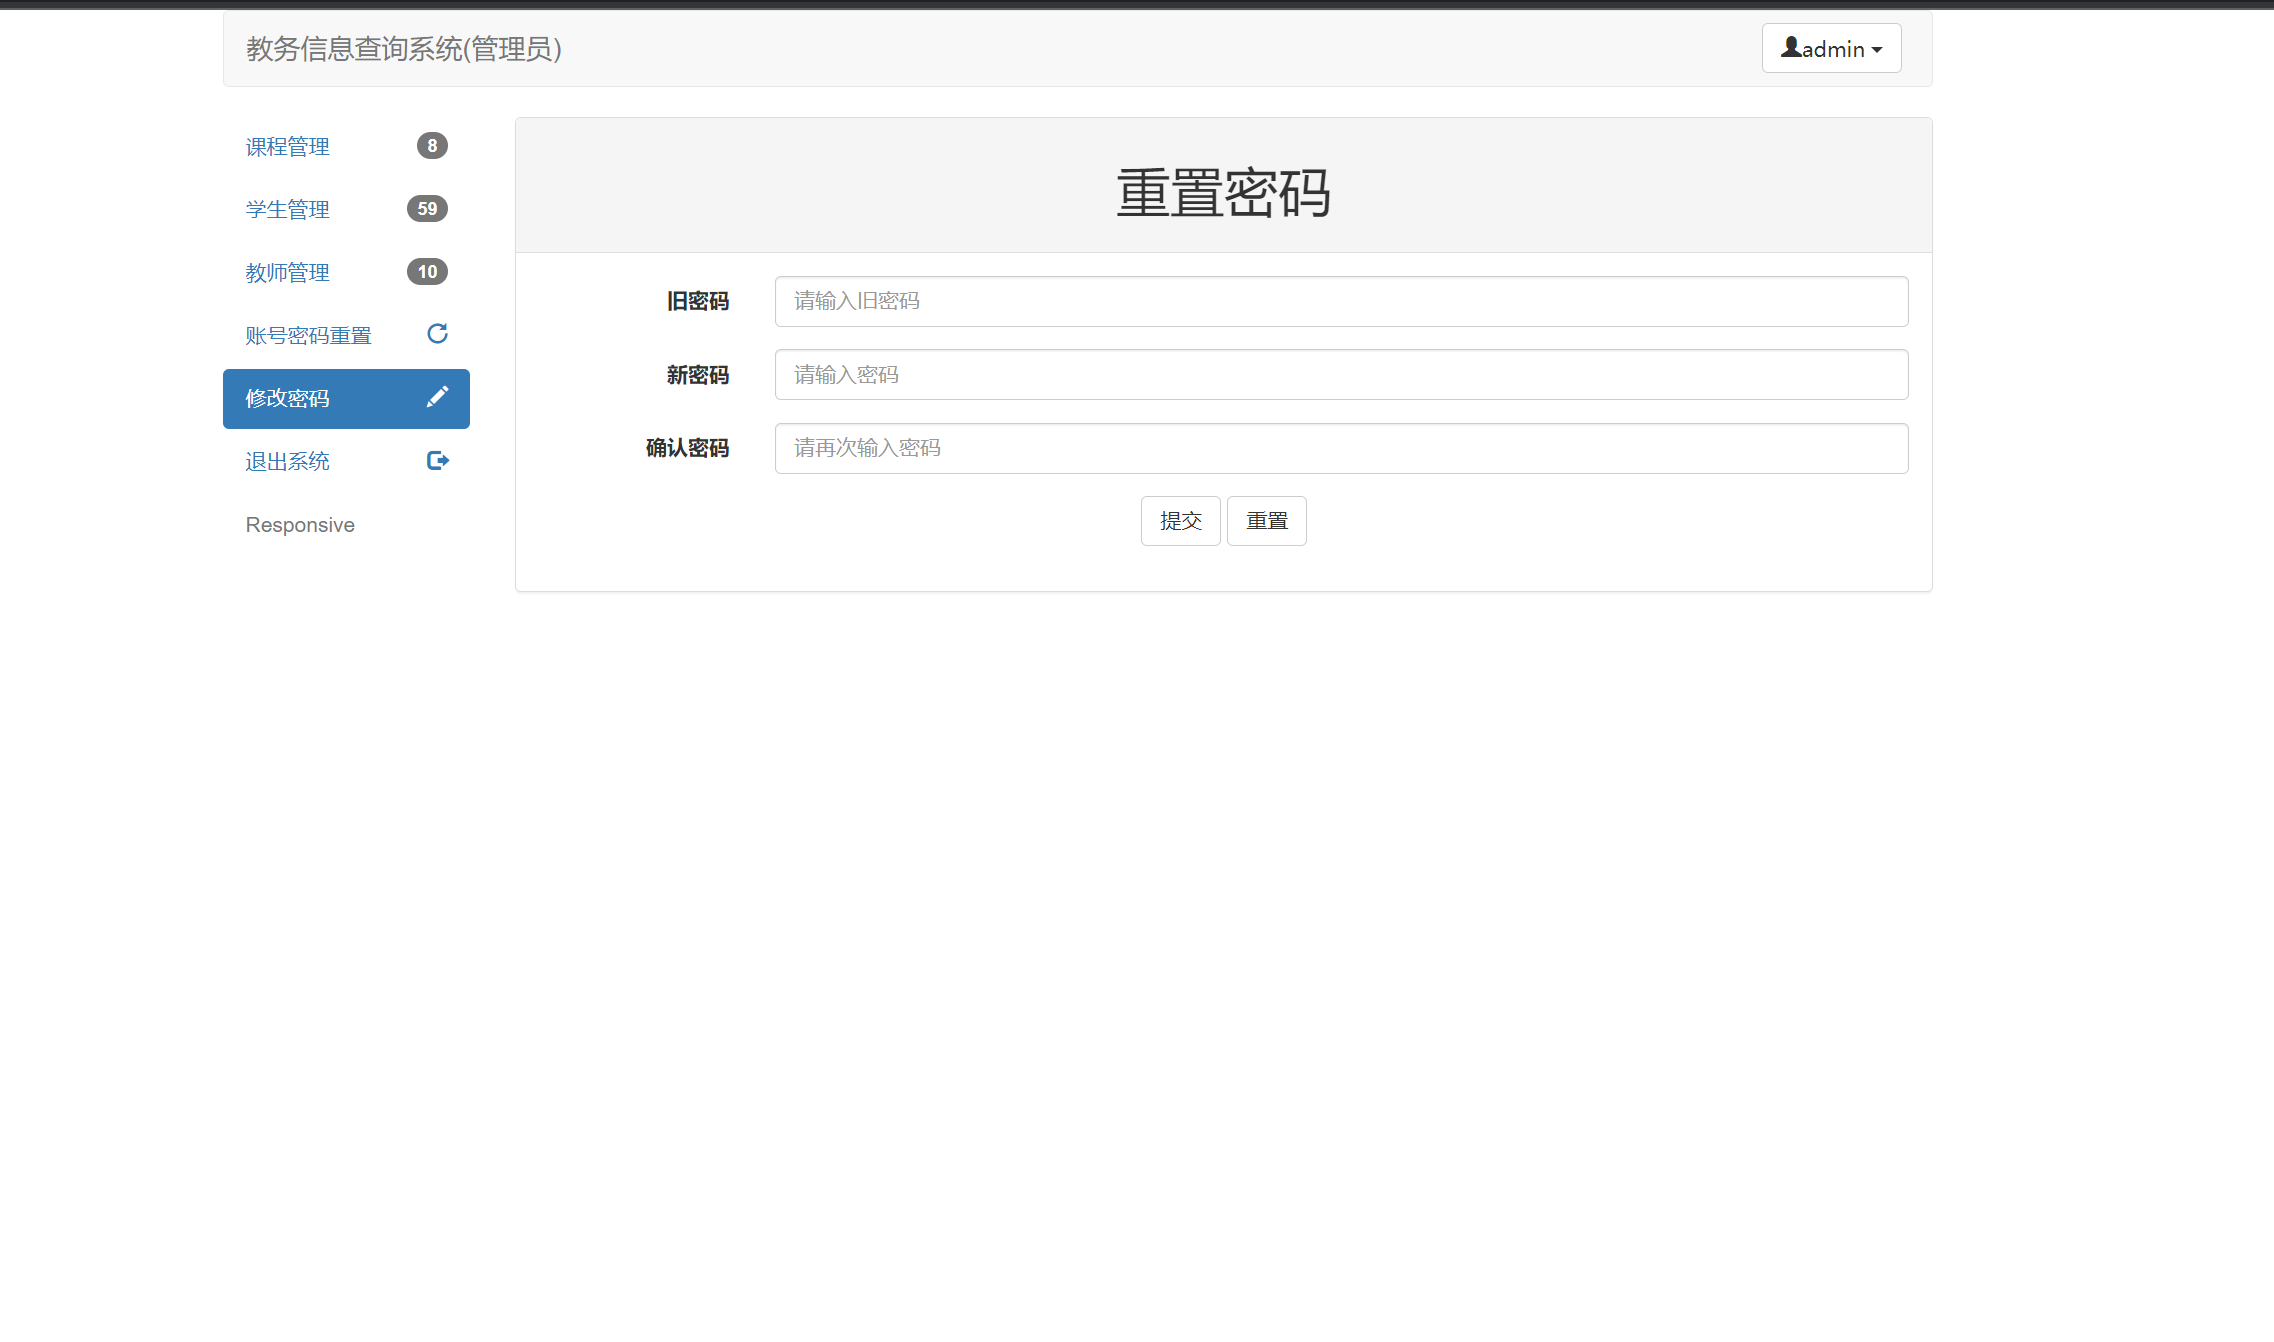 教务信息查询系统(管理员)
admin
课程管理 8
学生管理 59
教师管理 10
账号密码重置
修改密码
退出系统
Responsive
重置密码
旧密码 请输入旧密码
新密码 请输入密码
确认密码 请再次输入密码
提交 重置